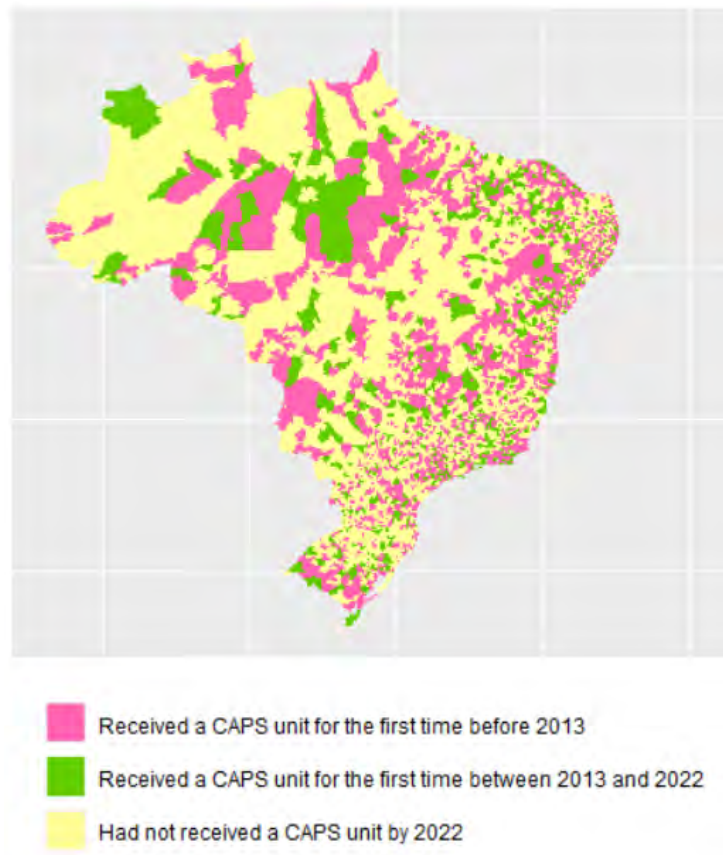 Received a CAPS unit for the first time before 2013
Received a CAPS unit for the first time between 2013 and 2022
Had not received a CAPS unit by 2022